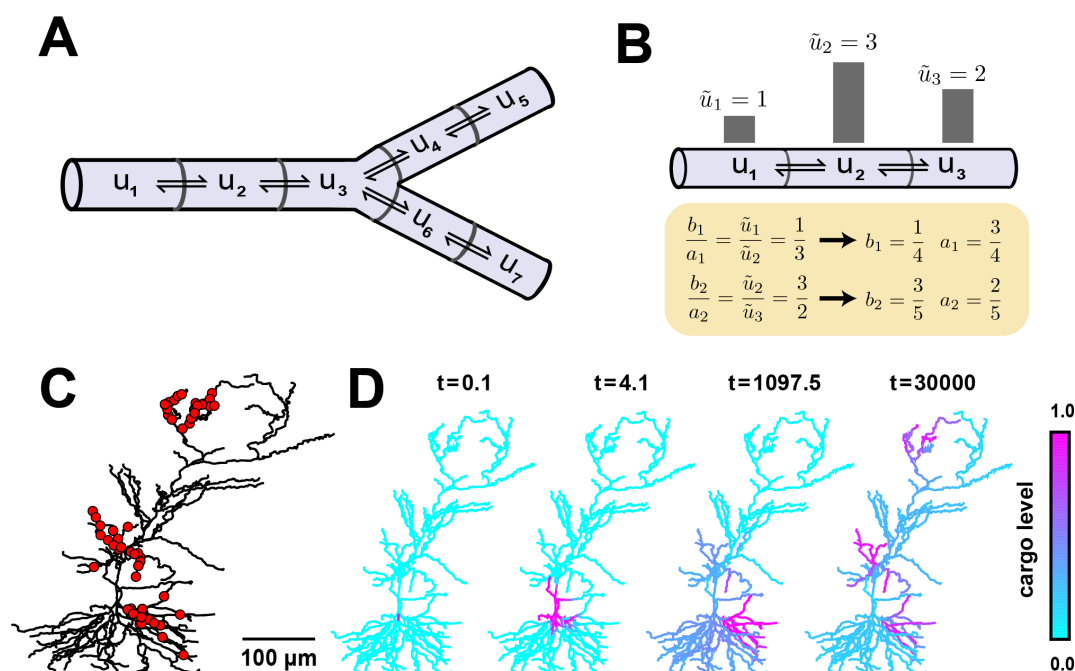 A
u₁ ⇌ u₂ ⇌ u₃
u₄ ⇌ u₅
u₆ ⇌ u₇
B
ũ₁ = 1
ũ₂ = 3
ũ₃ = 2
u₁ ⇌ u₂ ⇌ u₃
b₁/a₁ = ũ₁/ũ₂ = 1/3 → b₁ = 1/4 a₁ = 3/4
b₂/a₂ = ũ₂/ũ₃ = 3/2 → b₂ = 3/5 a₂ = 2/5
C
100 µm
D
t=0.1 t=4.1 t=1097.5 t=30000
1.0
cargo level
0.0